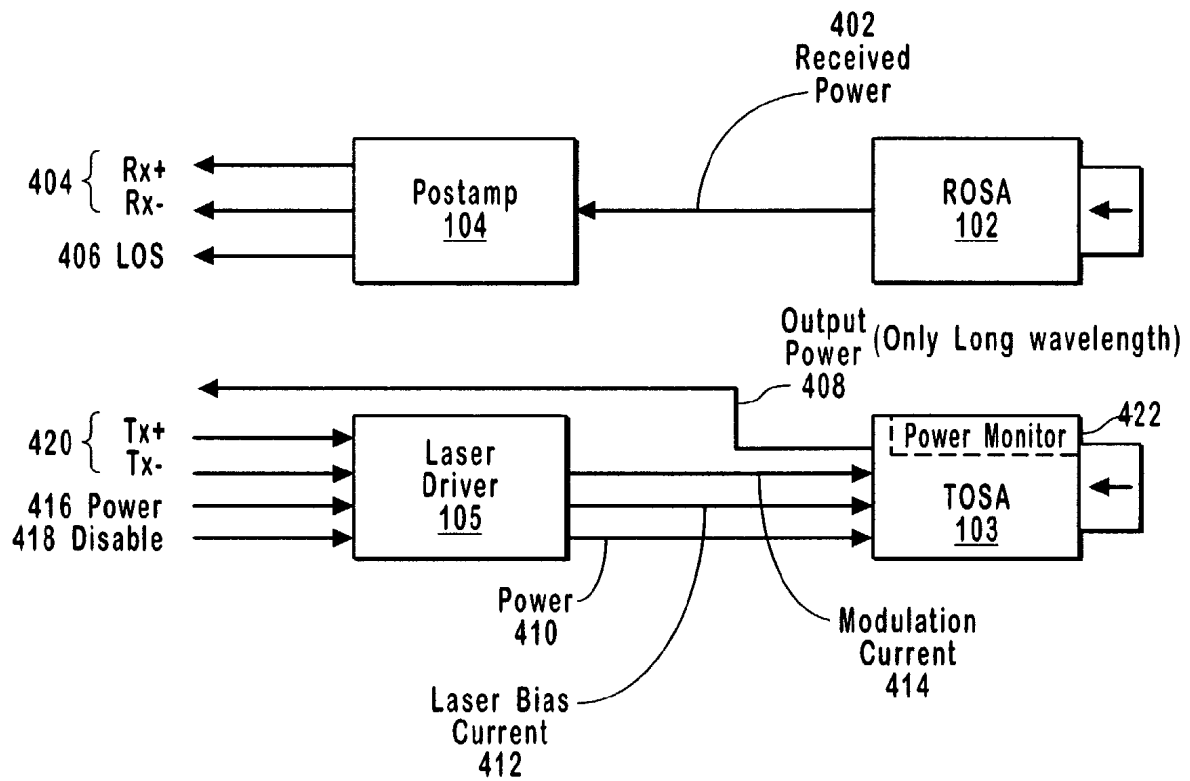 402
Received
Power
404 { Rx+
Rx-
406 LOS
Postamp
104
ROSA
102
Output
Power
408
(Only Long wavelength)
420 { Tx+
Tx-
416 Power
418 Disable
Laser
Driver
105
Power Monitor
422
TOSA
103
Power
410
Modulation
Current
414
Laser Bias
Current
412